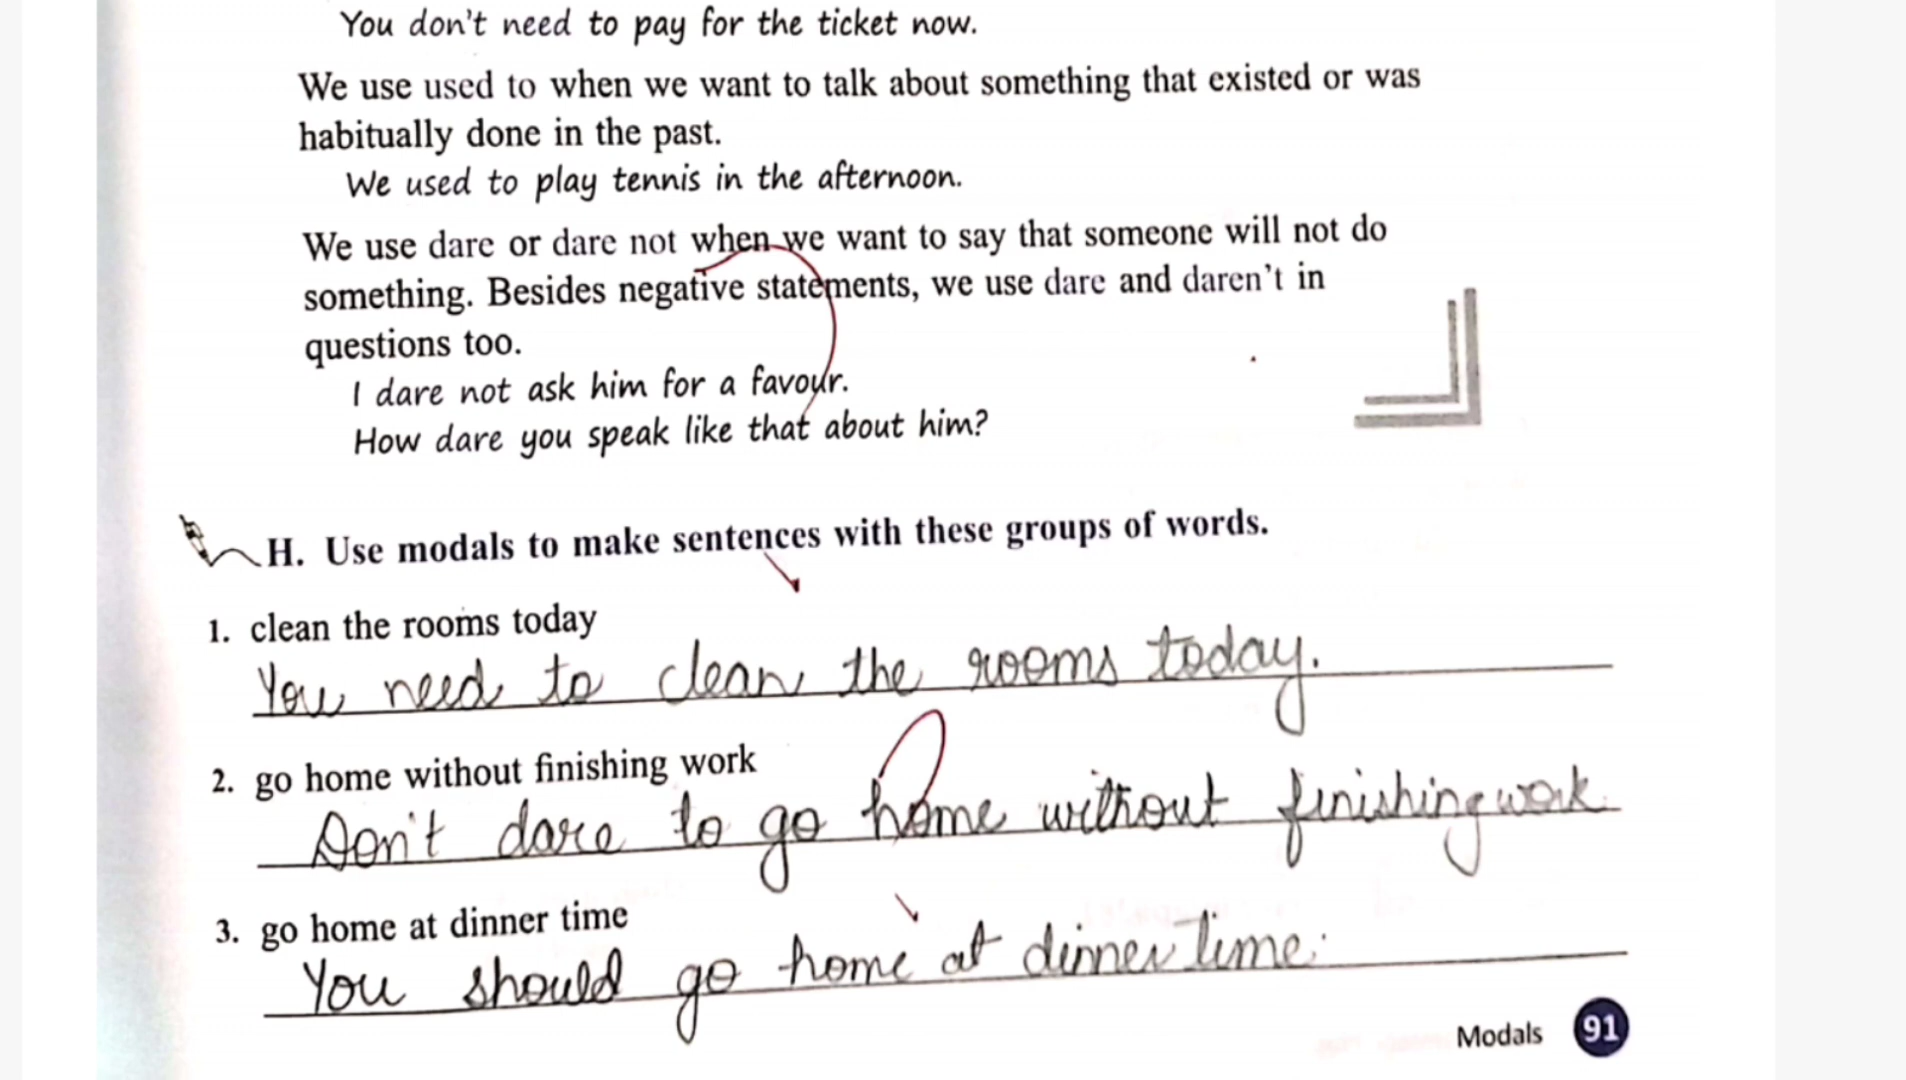 You don't need to pay for the ticket now.
We use used to when we want to talk about something that existed or was
habitually done in the past.
We used to play tennis in the afternoon.
We use dare or dare not when we want to say that someone will not do
something. Besides negative statements, we use dare and daren't in
questions too.
I dare not ask him for a favour.
How dare you speak like that about him?
H. Use modals to make sentences with these groups of words.
1. clean the rooms today
You need to clean the rooms today.
2. go home without finishing work
Don't dare to go home without finishing work.
3. go home at dinner time
You should go home at dinner time.
Modals 91